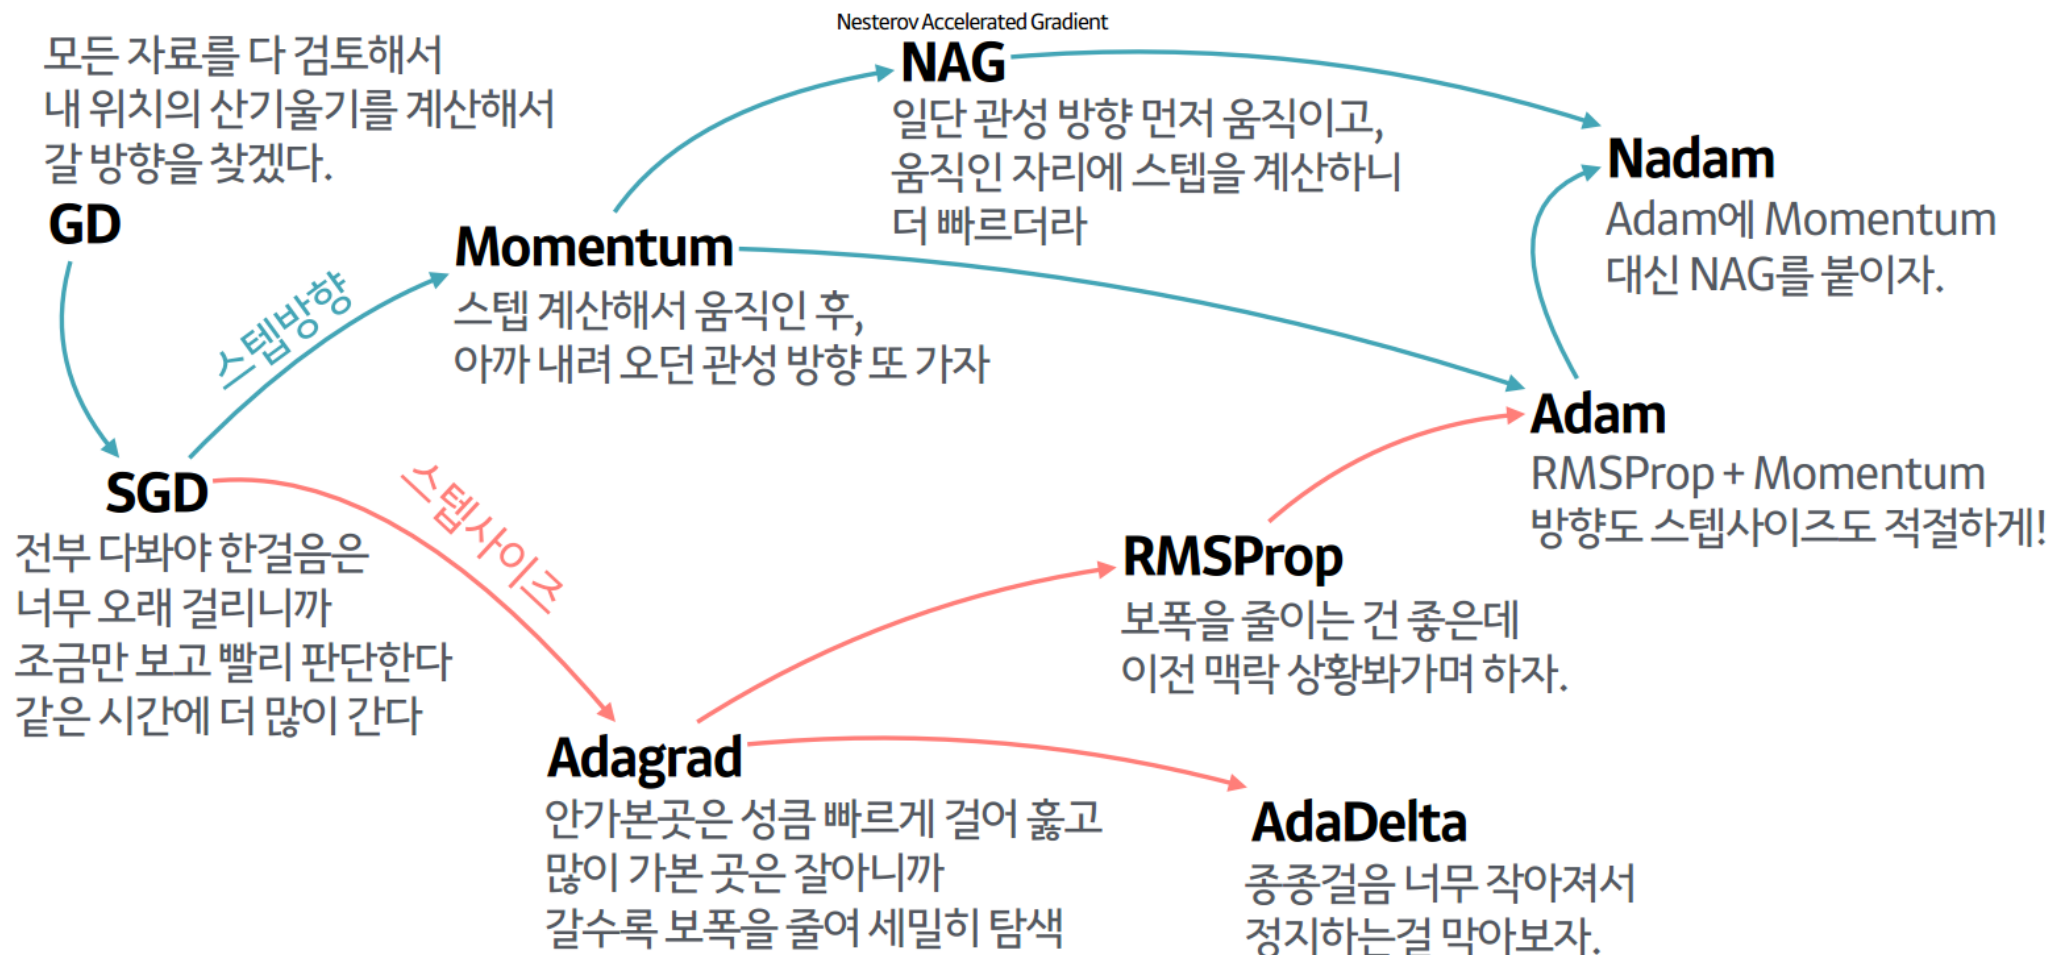 모든 자료를 다 검토해서
내 위치의 산기울기를 계산해서
갈 방향을 찾겠다.
GD
스텝방향
SGD
전부 다봐야 한걸음은
너무 오래 걸리니까
조금만 보고 빨리 판단한다
같은 시간에 더 많이 간다
스텝사이즈
Momentum
스텝 계산해서 움직인 후,
아까 내려 오던 관성 방향 또 가자
Nesterov Accelerated Gradient
NAG
일단 관성 방향 먼저 움직이고,
움직인 자리에 스텝을 계산하니
더 빠르더라
Nadam
Adam에 Momentum
대신 NAG를 붙이자.
Adam
RMSProp + Momentum
방향도 스텝사이즈도 적절하게!
RMSProp
보폭을 줄이는 건 좋은데
이전 맥락 상황봐가며 하자.
Adagrad
안가본곳은 성큼 빠르게 걸어 훓고
많이 가본 곳은 잘아니까
갈수록 보폭을 줄여 세밀히 탐색
AdaDelta
종종걸음 너무 작아져서
정지하는걸 막아보자.